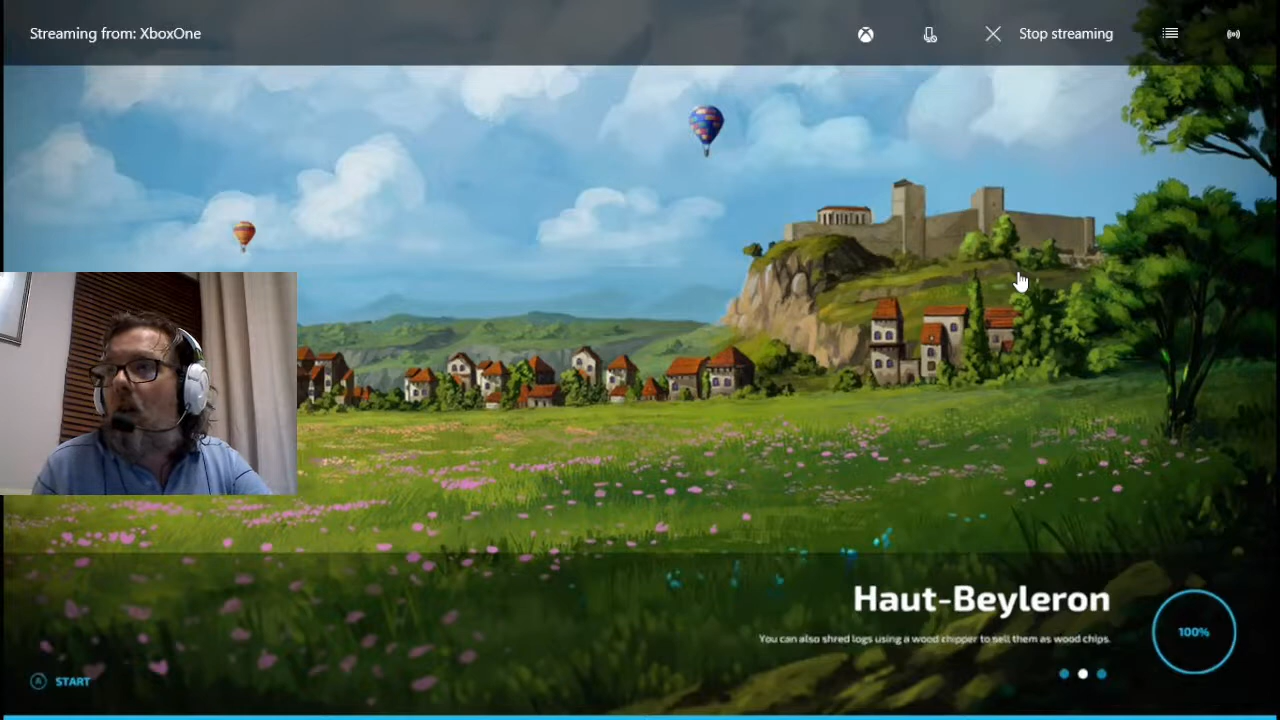 Streaming from: XboxOne
Stop streaming
Haut-Beyleron
You can also shred logs using a wood chipper to sell them as wood chips.
100%
A START